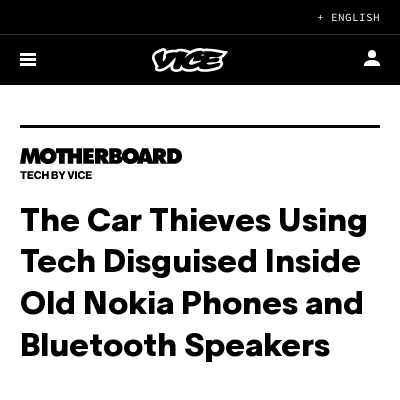 + ENGLISH
VICE
MOTHERBOARD
TECH BY VICE
The Car Thieves Using
Tech Disguised Inside
Old Nokia Phones and
Bluetooth Speakers